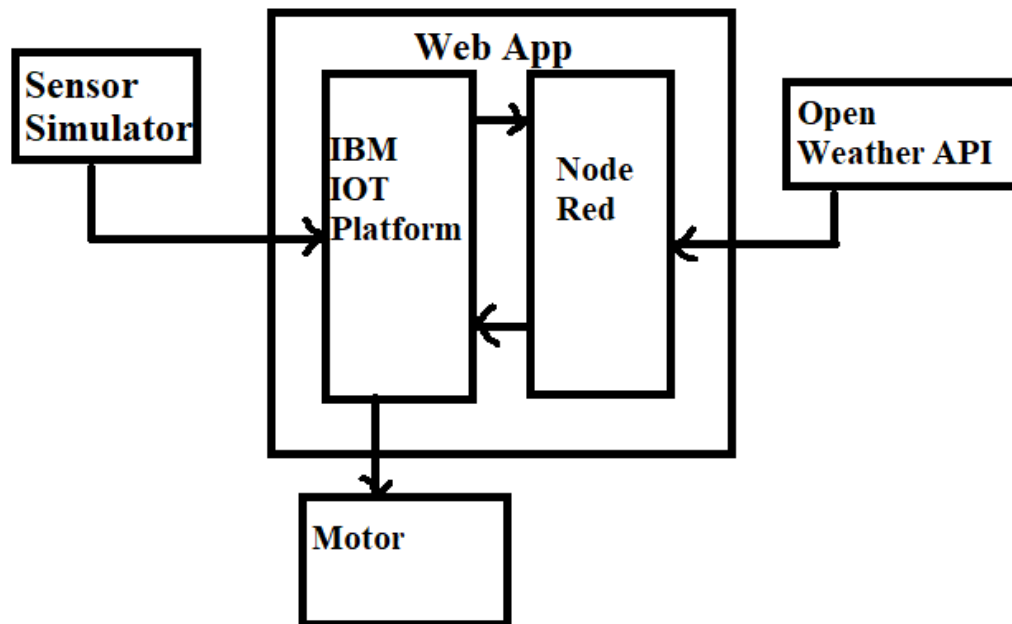 Web App
Sensor
Simulator
IBM
IOT
Platform
Node
Red
Open
Weather API
Motor